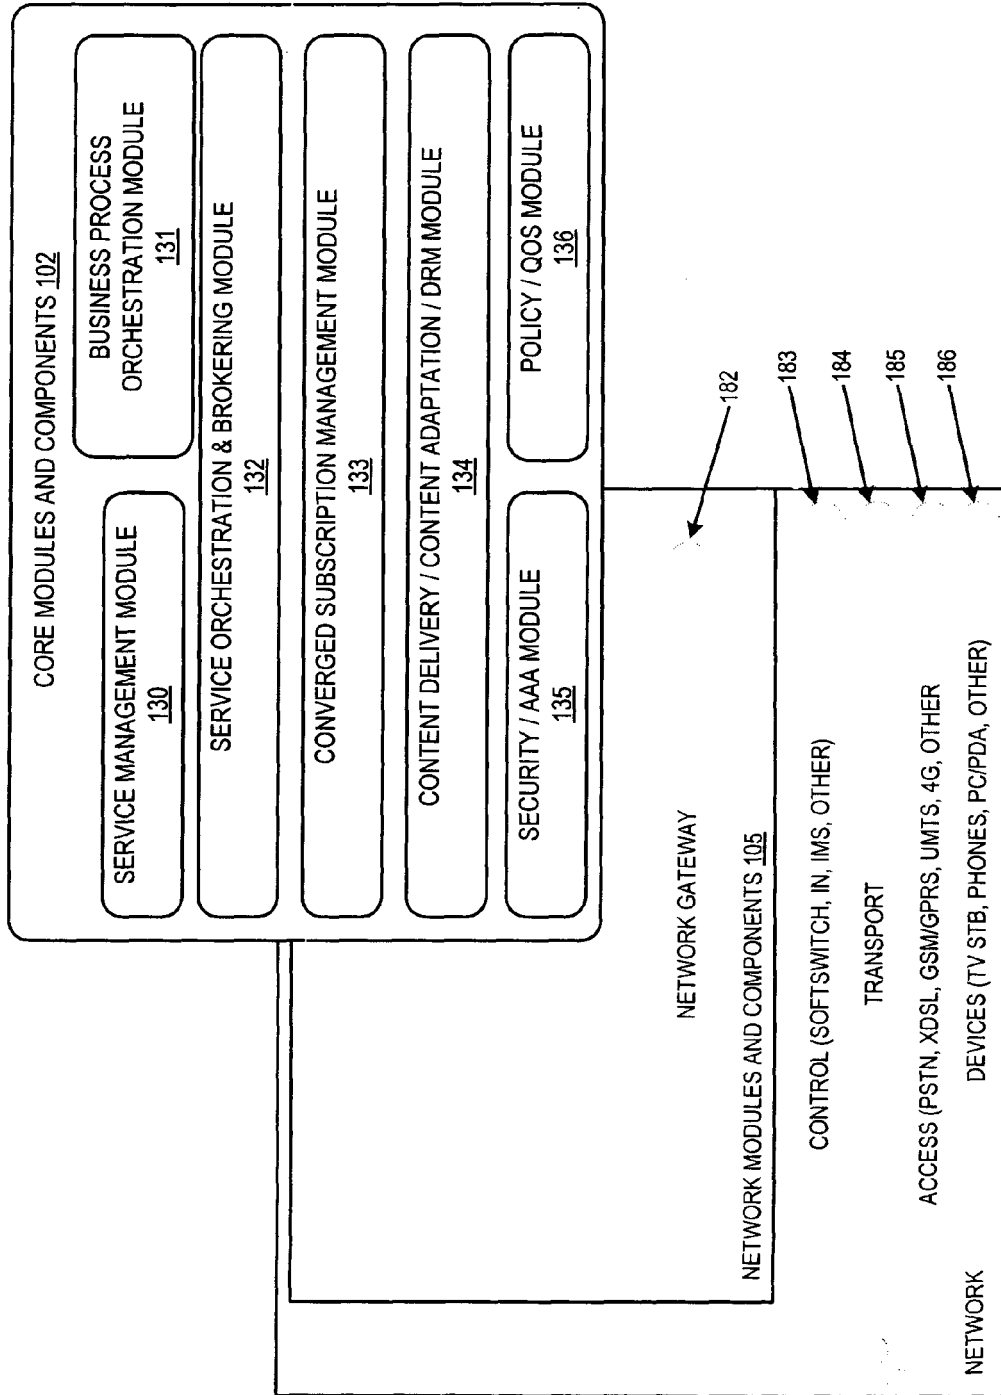 CORE MODULES AND COMPONENTS 102
SERVICE MANAGEMENT MODULE
130
BUSINESS PROCESS
ORCHESTRATION MODULE
131
SERVICE ORCHESTRATION & BROKERING MODULE
132
CONVERGED SUBSCRIPTION MANAGEMENT MODULE
133
CONTENT DELIVERY / CONTENT ADAPTATION / DRM MODULE
134
SECURITY / AAA MODULE
135
POLICY / QOS MODULE
136
NETWORK GATEWAY
182
NETWORK MODULES AND COMPONENTS 105
CONTROL (SOFTSWITCH, IN, IMS, OTHER)
183
TRANSPORT
184
ACCESS (PSTN, XDSL, GSM/GPRS, UMTS, 4G, OTHER
185
NETWORK
DEVICES (TV STB, PHONES, PC/PDA, OTHER)
186